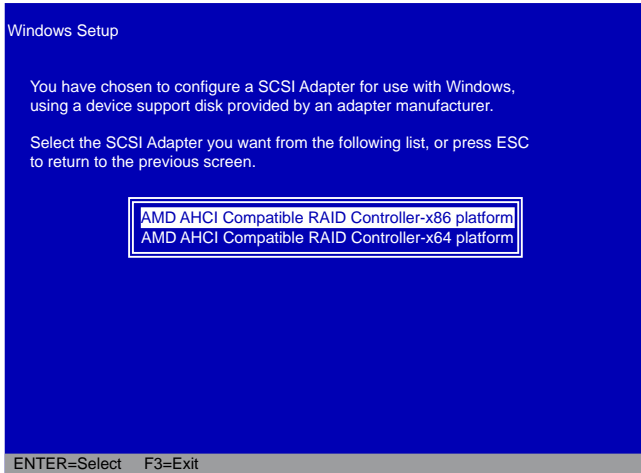 Windows Setup
You have chosen to configure a SCSI Adapter for use with Windows,
using a device support disk provided by an adapter manufacturer.
Select the SCSI Adapter you want from the following list, or press ESC
to return to the previous screen.
AMD AHCI Compatible RAID Controller-x86 platform
AMD AHCI Compatible RAID Controller-x64 platform
ENTER=Select F3=Exit